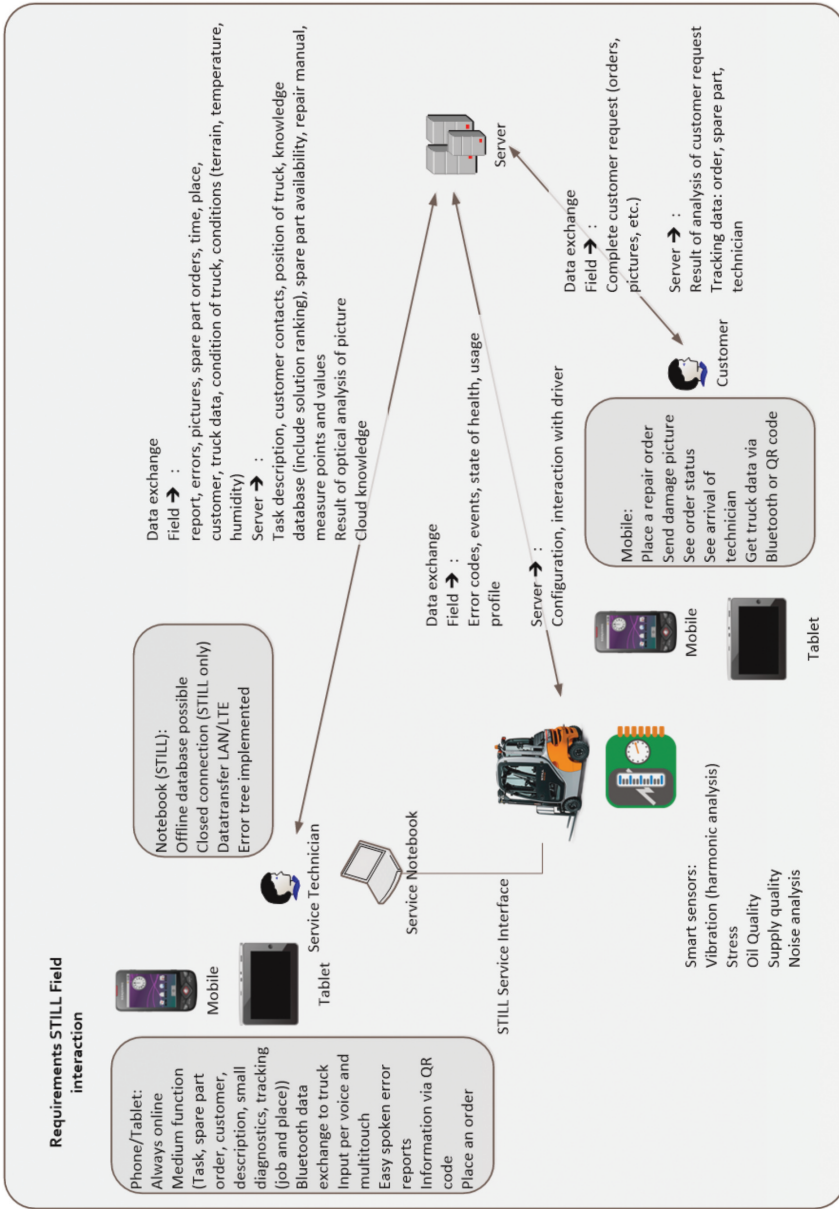 Requirements STILL Field
interaction
Phone/Tablet:
Always online
Medium function
(Task, spare part
order, customer,
description, small
diagnostics, tracking
(job and place))
Bluetooth data
exchange to truck
Input per voice and
multitouch
Easy spoken error
reports
Information via QR
code
Place an order
Mobile
Tablet
Service Technician
Notebook (STILL):
Offline database possible
Closed connection (STILL only)
Datatransfer LAN/LTE
Error tree implemented
Service Notebook
STILL Service Interface
Data exchange
Field ➔ :
report, errors, pictures, spare part orders, time, place,
customer, truck data, condition of truck, conditions (terrain, temperature,
humidity)
Server ➔ :
Task description, customer contacts, position of truck, knowledge
database (include solution ranking), spare part availability, repair manual,
measure points and values
Result of optical analysis of picture
Cloud knowledge
Server
Data exchange
Field ➔ :
Error codes, events, state of health, usage
profile
Server ➔ :
Configuration, interaction with driver
Smart sensors:
Vibration (harmonic analysis)
Stress
Oil Quality
Supply quality
Noise analysis
Mobile
Tablet
Mobile:
Place a repair order
Send damage picture
See order status
See arrival of
technician
Get truck data via
Bluetooth or QR code
Customer
Data exchange
Field ➔ :
Complete customer request (orders,
pictures, etc.)
Server ➔ :
Result of analysis of customer request
Tracking data: order, spare part,
technician